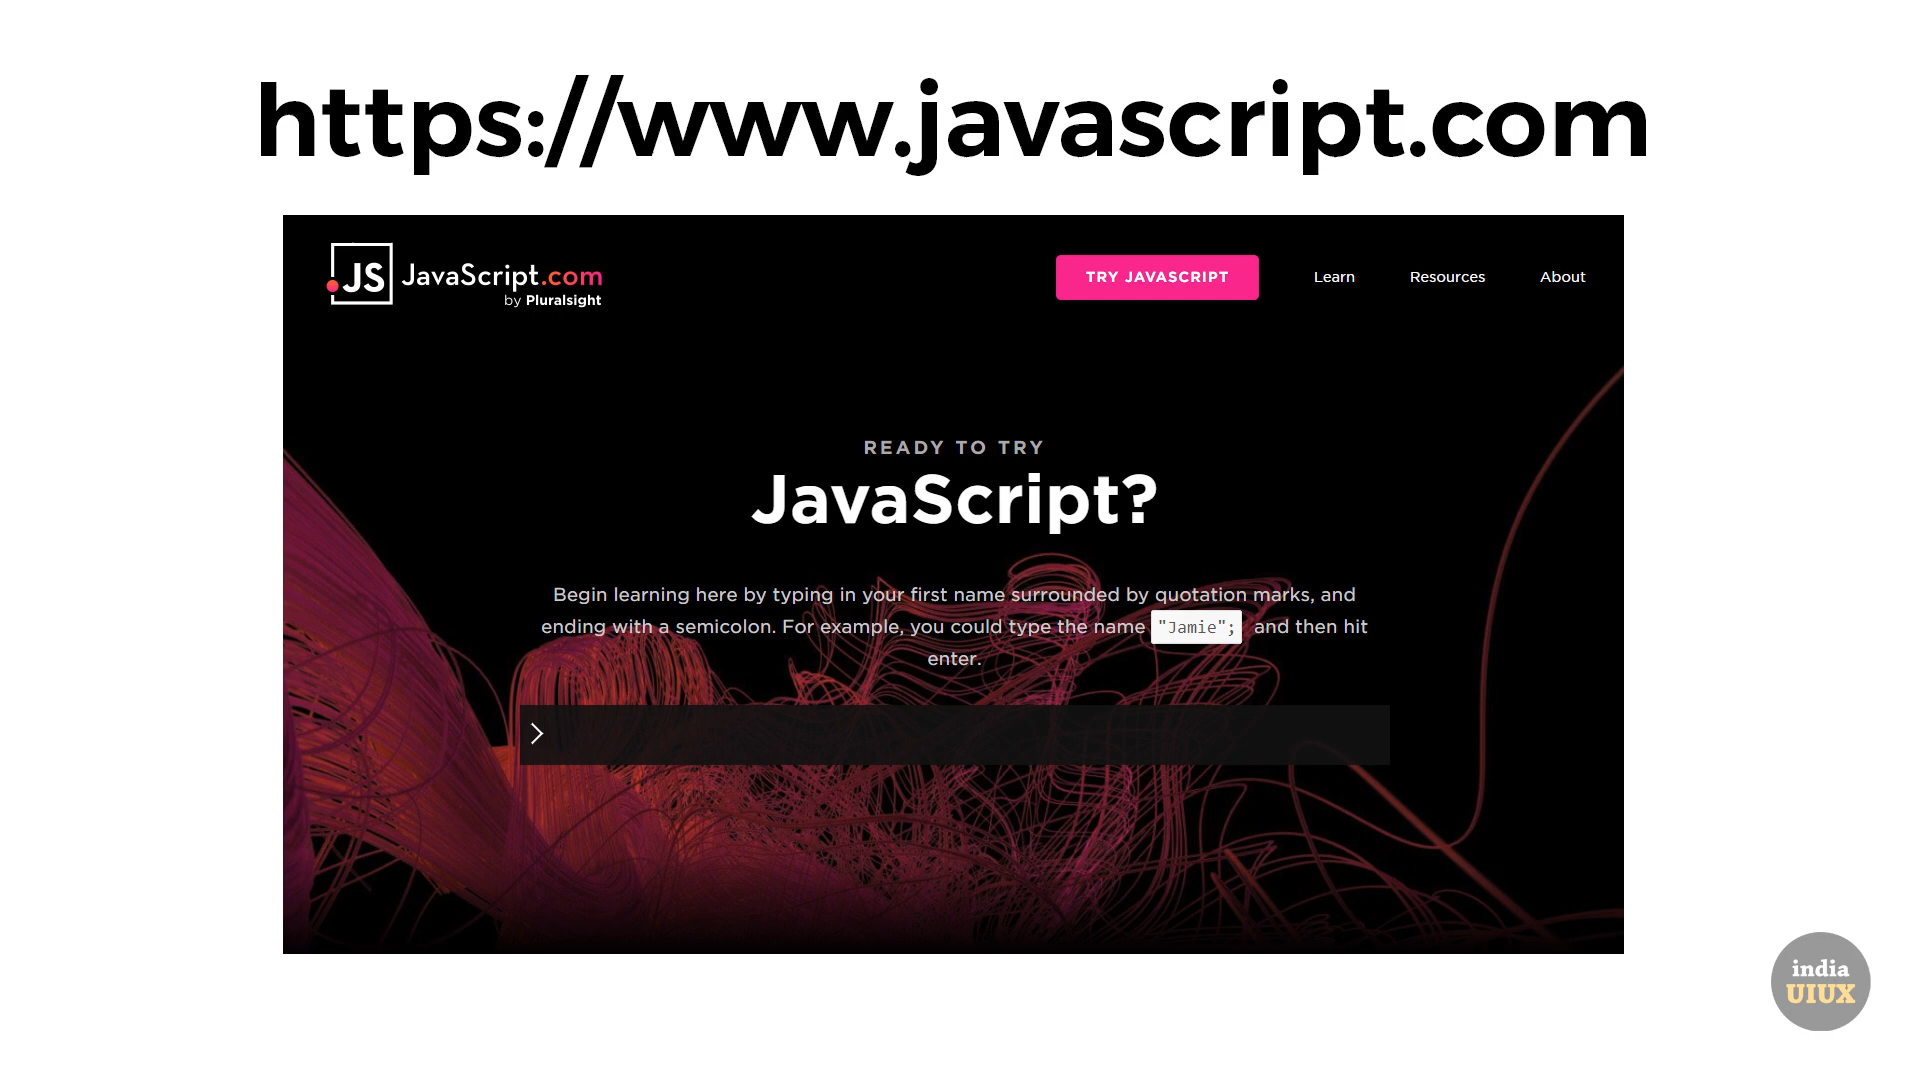 https://www.javascript.com
.JS JavaScript.com
by Pluralsight
TRY JAVASCRIPT Learn Resources About
READY TO TRY
JavaScript?
Begin learning here by typing in your first name surrounded by quotation marks, and
ending with a semicolon. For example, you could type the name "Jamie"; and then hit
enter.
india
UIUX